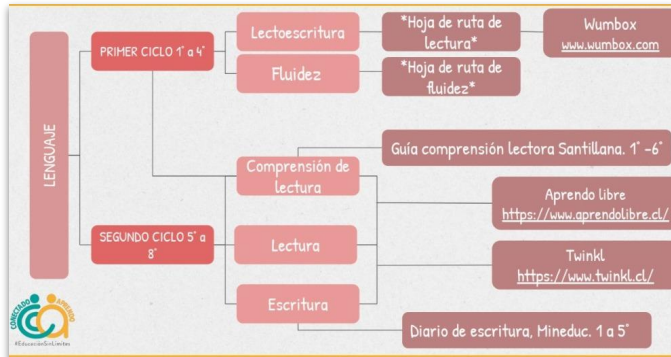 LENGUAJE
PRIMER CICLO 1° a 4°
Lectoescritura
*Hoja de ruta de
lectura*
Wumbox
www.wumbox.com
Fluidez
*Hoja de ruta de
fluidez*
Guía comprensión lectora Santillana. 1° -6°
Comprensión de
lectura
Aprendo libre
https://www.aprendolibre.cl/
SEGUNDO CICLO 5° a
8°
Lectura
Twinkl
https://www.twinkl.cl/
Escritura
Diario de escritura, Mineduc. 1 a 5°
CONECTADO
APRENDO
#EducaciónSinLímites